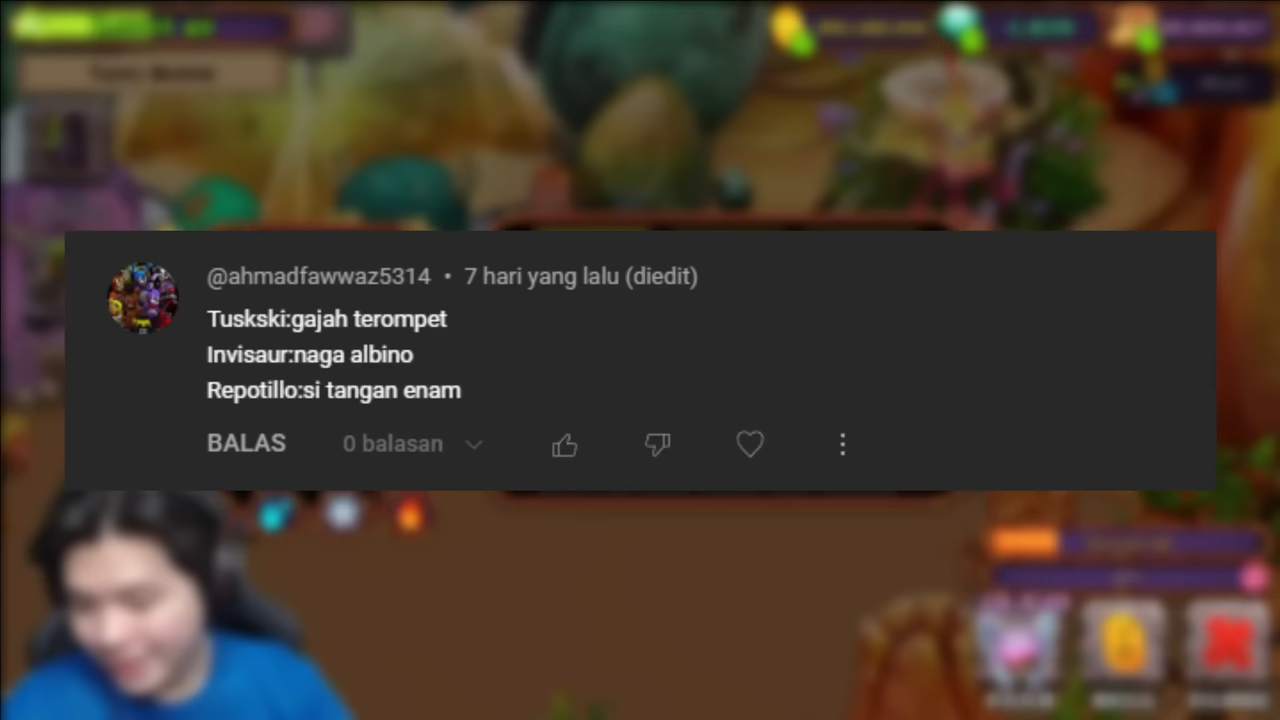 @ahmadfawwaz5314 • 7 hari yang lalu (diedit)
Tuskski:gajah terompet
Invisaur:naga albino
Repotillo:si tangan enam
BALAS 0 balasan